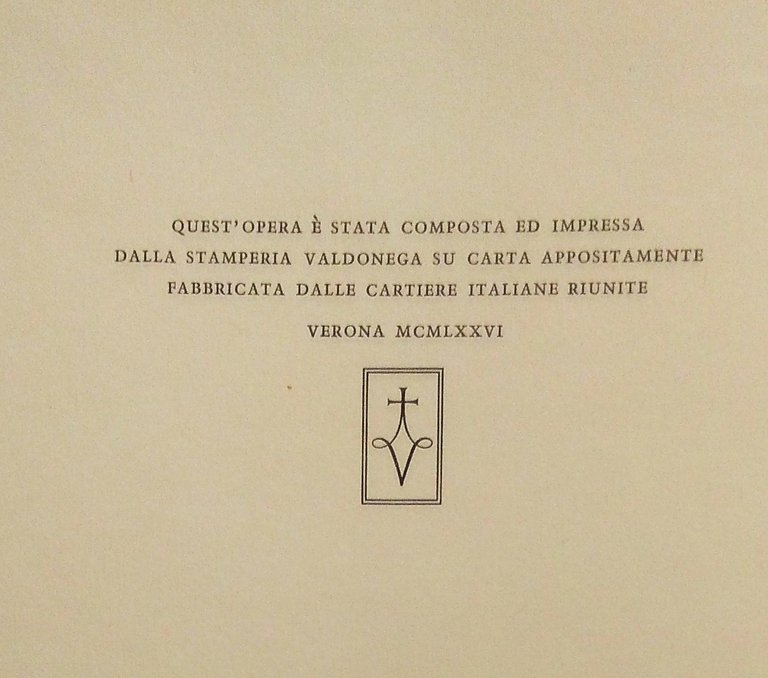 QUEST'OPERA È STATA COMPOSTA ED IMPRESSA
DALLA STAMPERIA VALDONEGA SU CARTA APPOSITAMENTE
FABBRICATA DALLE CARTIERE ITALIANE RIUNITE
VERONA MCMLXXVI